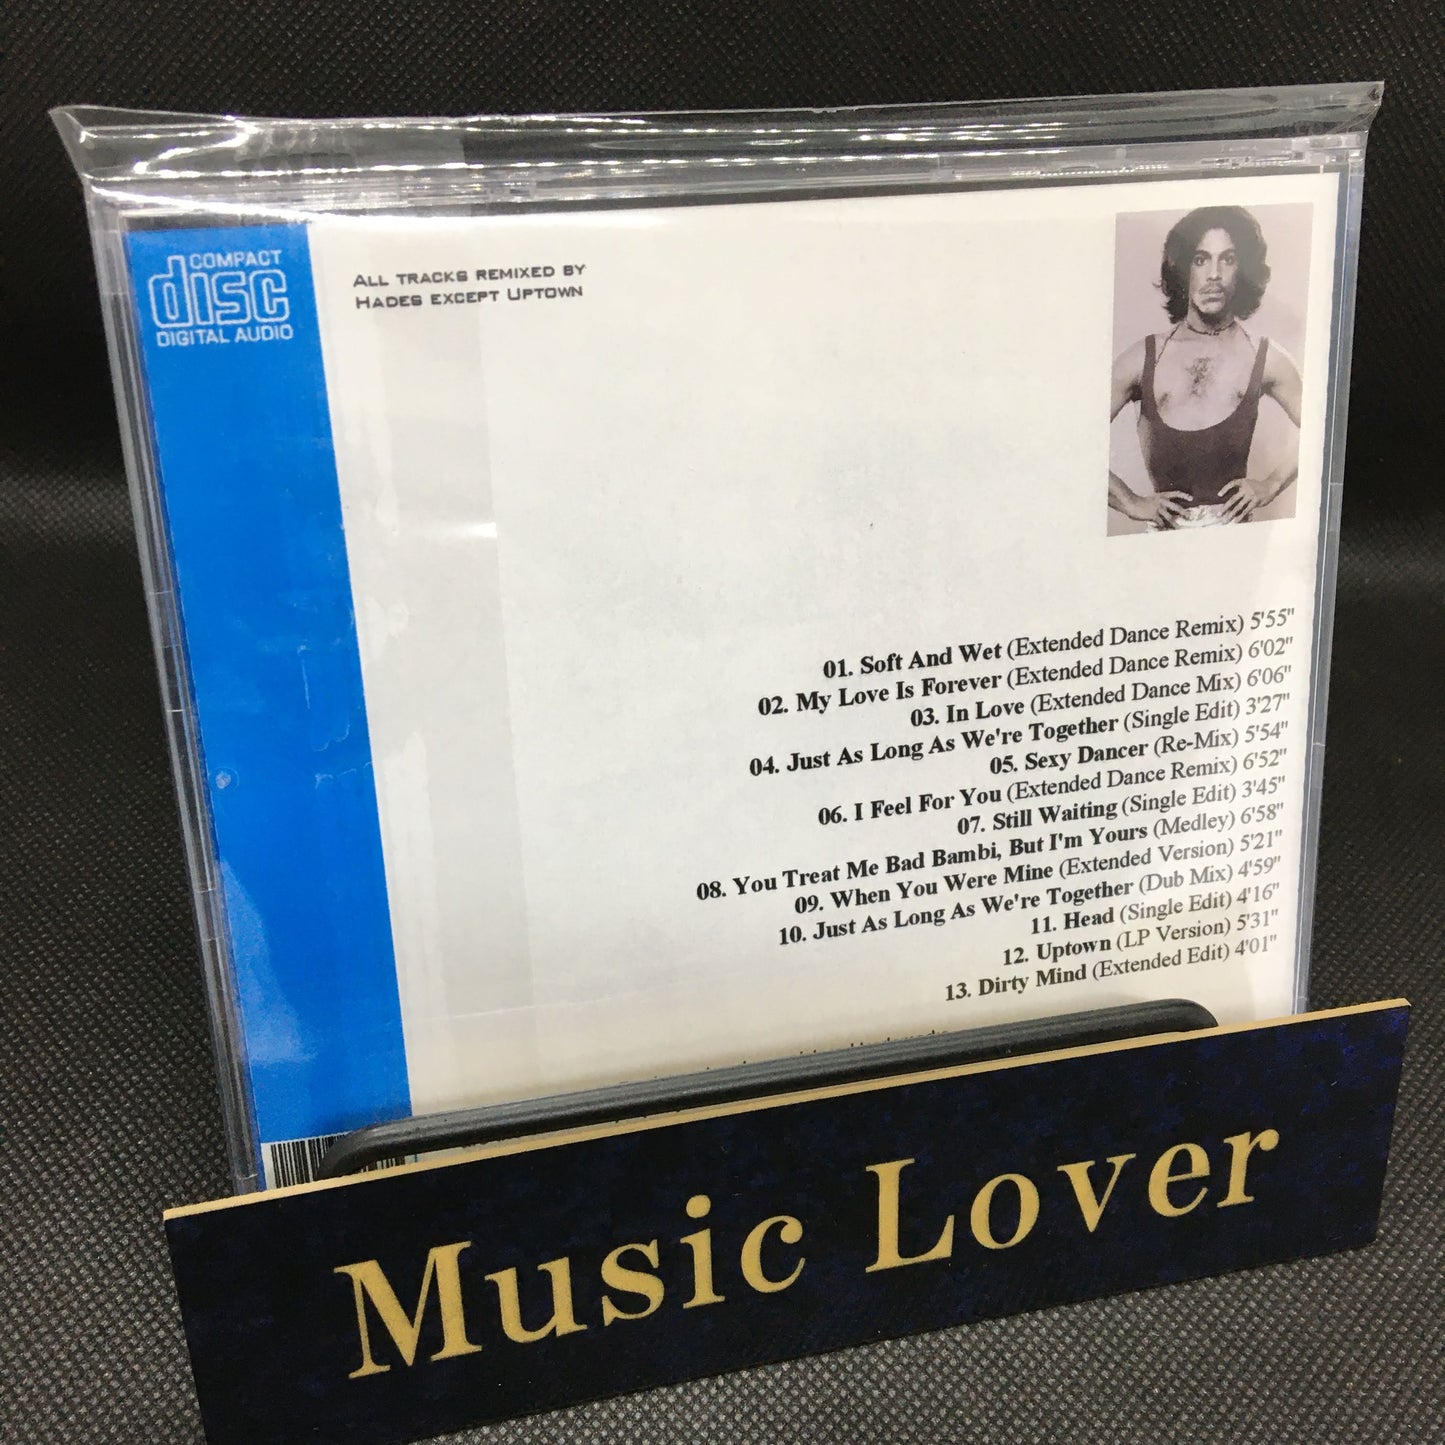 COMPACT
disc
DIGITAL AUDIO
ALL TRACKS REMIXED BY
HADES EXCEPT UPTOWN
01. Soft And Wet (Extended Dance Remix) 5'55"
02. My Love Is Forever (Extended Dance Remix) 6'02"
03. In Love (Extended Dance Mix) 6'06"
04. Just As Long As We're Together (Single Edit) 3'27"
05. Sexy Dancer (Re-Mix) 5'54"
06. I Feel For You (Extended Dance Remix) 6'52"
07. Still Waiting (Single Edit) 3'45"
08. You Treat Me Bad Bambi, But I'm Yours (Medley) 6'58"
09. When You Were Mine (Extended Version) 5'21"
10. Just As Long As We're Together (Dub Mix) 4'59"
11. Head (Single Edit) 4'16"
12. Uptown (LP Version) 5'31"
13. Dirty Mind (Extended Edit) 4'01"
Music Lover